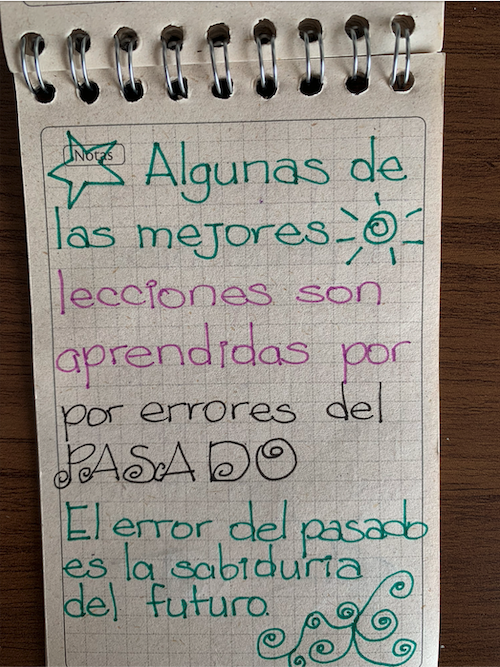 Notas
Algunas de
las mejores
lecciones son
aprendidas por
por errores del
PASADO
El error del pasado
es la sabiduria
del futuro.